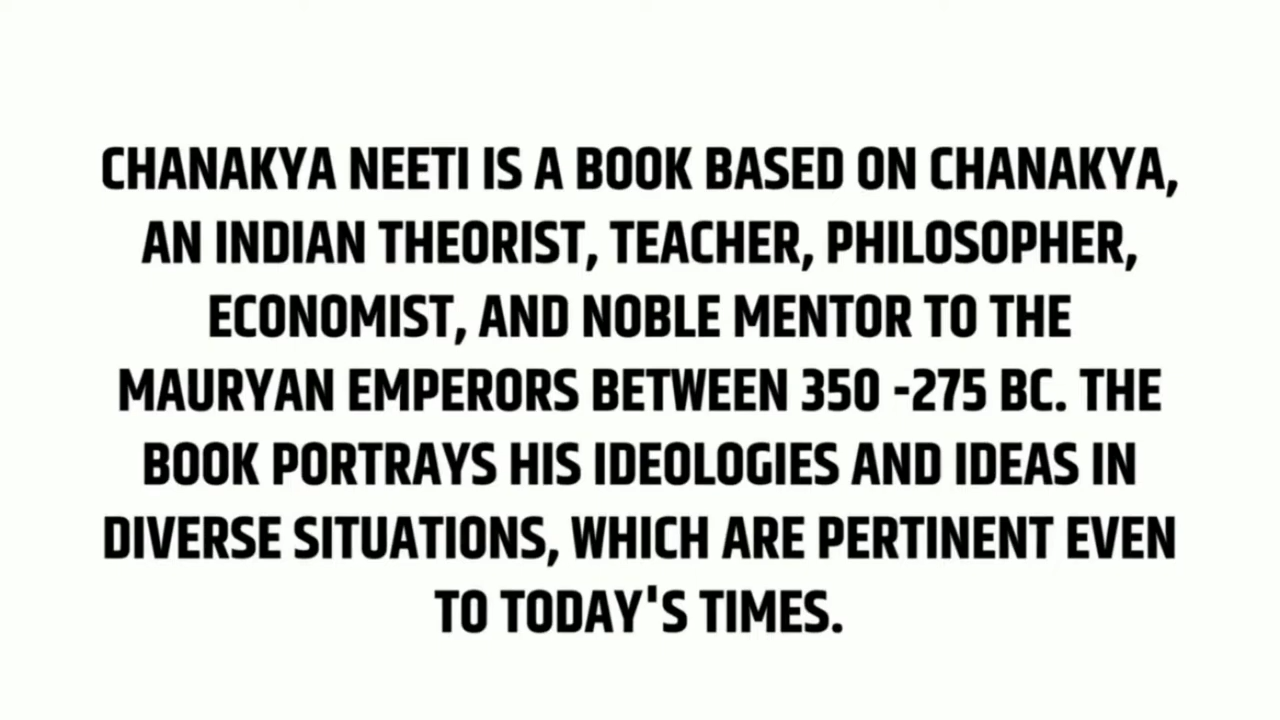 CHANAKYA NEETI IS A BOOK BASED ON CHANAKYA,
AN INDIAN THEORIST, TEACHER, PHILOSOPHER,
ECONOMIST, AND NOBLE MENTOR TO THE
MAURYAN EMPERORS BETWEEN 350 -275 BC. THE
BOOK PORTRAYS HIS IDEOLOGIES AND IDEAS IN
DIVERSE SITUATIONS, WHICH ARE PERTINENT EVEN
TO TODAY'S TIMES.